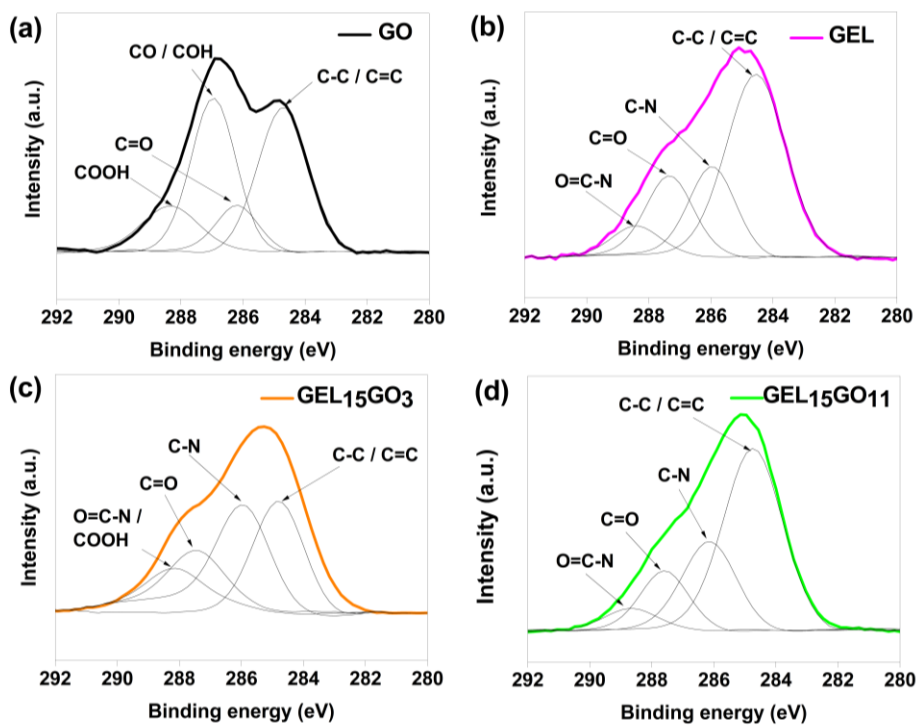 (a)
GO
CO / COH
C-C / C=C
C=O
COOH
Intensity (a.u.)
292 290 288 286 284 282 280
Binding energy (eV)
(b)
GEL
C-C / C=C
C-N
C=O
O=C-N
Intensity (a.u.)
292 290 288 286 284 282 280
Binding energy (eV)
(c)
GEL15GO3
C-N
C-C / C=C
C=O
O=C-N /
COOH
Intensity (a.u.)
292 290 288 286 284 282 280
Binding energy (eV)
(d)
GEL15GO11
C-C / C=C
C-N
C=O
O=C-N
Intensity (a.u.)
292 290 288 286 284 282 280
Binding energy (eV)